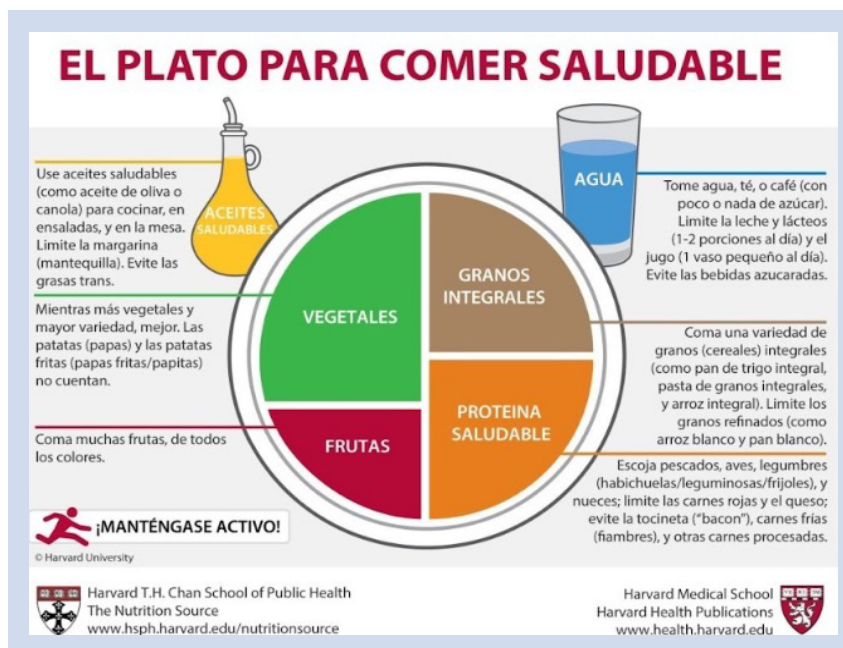 EL PLATO PARA COMER SALUDABLE
Use aceites saludables
(como aceite de oliva o
canola) para cocinar, en
ensaladas, y en la mesa.
Limite la margarina
(mantequilla). Evite las
grasas trans.
ACEITES
SALUDABLES
AGUA
Tome agua, té, o café (con
poco o nada de azúcar).
Limite la leche y lácteos
(1-2 porciones al día) y el
jugo (1 vaso pequeño al día).
Evite las bebidas azucaradas.
Mientras más vegetales y
mayor variedad, mejor. Las
patatas (papas) y las patatas
fritas (papas fritas/papitas)
no cuentan.
VEGETALES
GRANOS
INTEGRALES
Coma una variedad de
granos (cereales) integrales
(como pan de trigo integral,
pasta de granos integrales,
y arroz integral). Limite los
granos refinados (como
arroz blanco y pan blanco).
Coma muchas frutas, de todos
los colores.
FRUTAS
PROTEINA
SALUDABLE
Escoja pescados, aves, legumbres
(habichuelas/leguminosas/frijoles), y
nueces; limite las carnes rojas y el queso;
evite la tocineta ("bacon"), carnes frías
(fiambres), y otras carnes procesadas.
¡MANTÉNGASE ACTIVO!
© Harvard University
Harvard T.H. Chan School of Public Health
The Nutrition Source
www.hsph.harvard.edu/nutritionsource
Harvard Medical School
Harvard Health Publications
www.health.harvard.edu